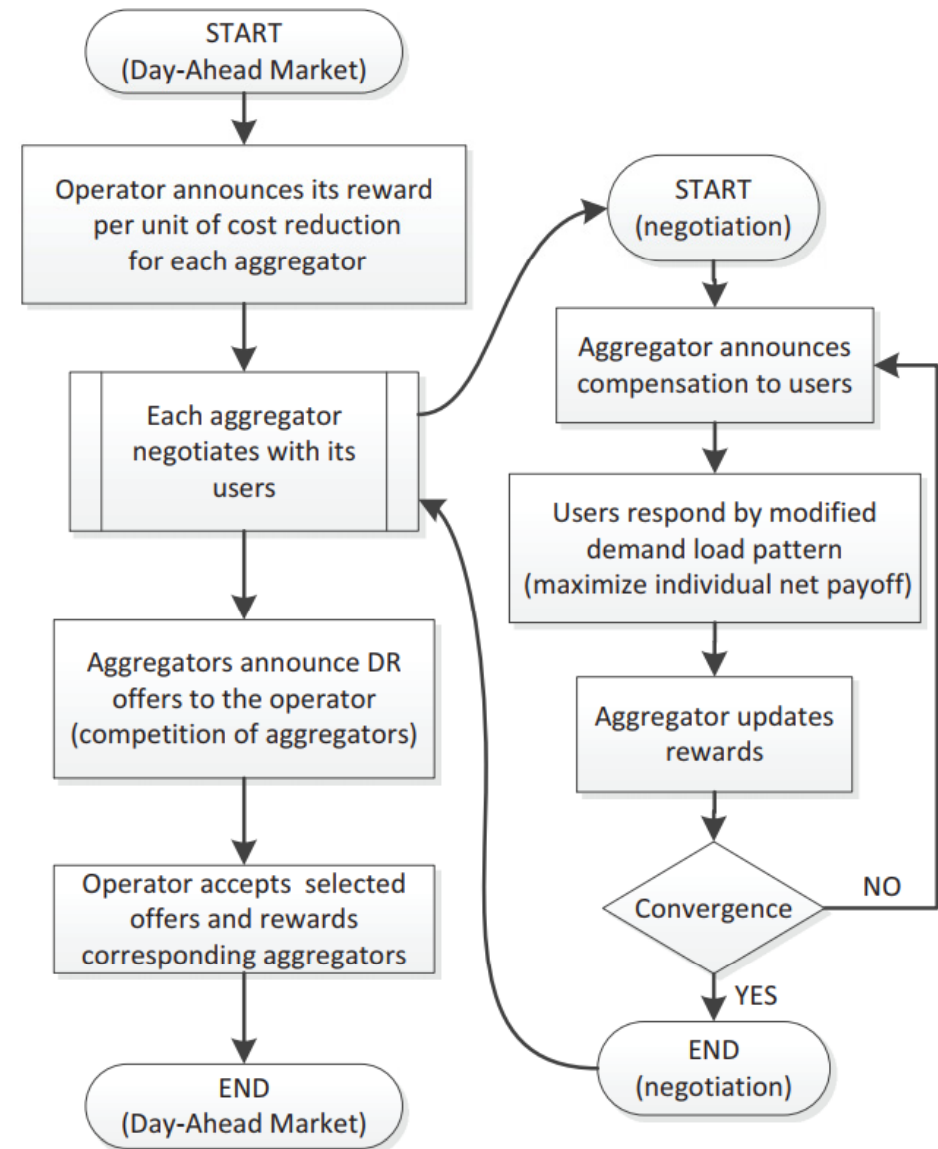 START
(Day-Ahead Market)
Operator announces its reward
per unit of cost reduction
for each aggregator
Each aggregator
negotiates with its
users
Aggregators announce DR
offers to the operator
(competition of aggregators)
Operator accepts selected
offers and rewards
corresponding aggregators
END
(Day-Ahead Market)
START
(negotiation)
Aggregator announces
compensation to users
Users respond by modified
demand load pattern
(maximize individual net payoff)
Aggregator updates
rewards
Convergence
NO
YES
END
(negotiation)